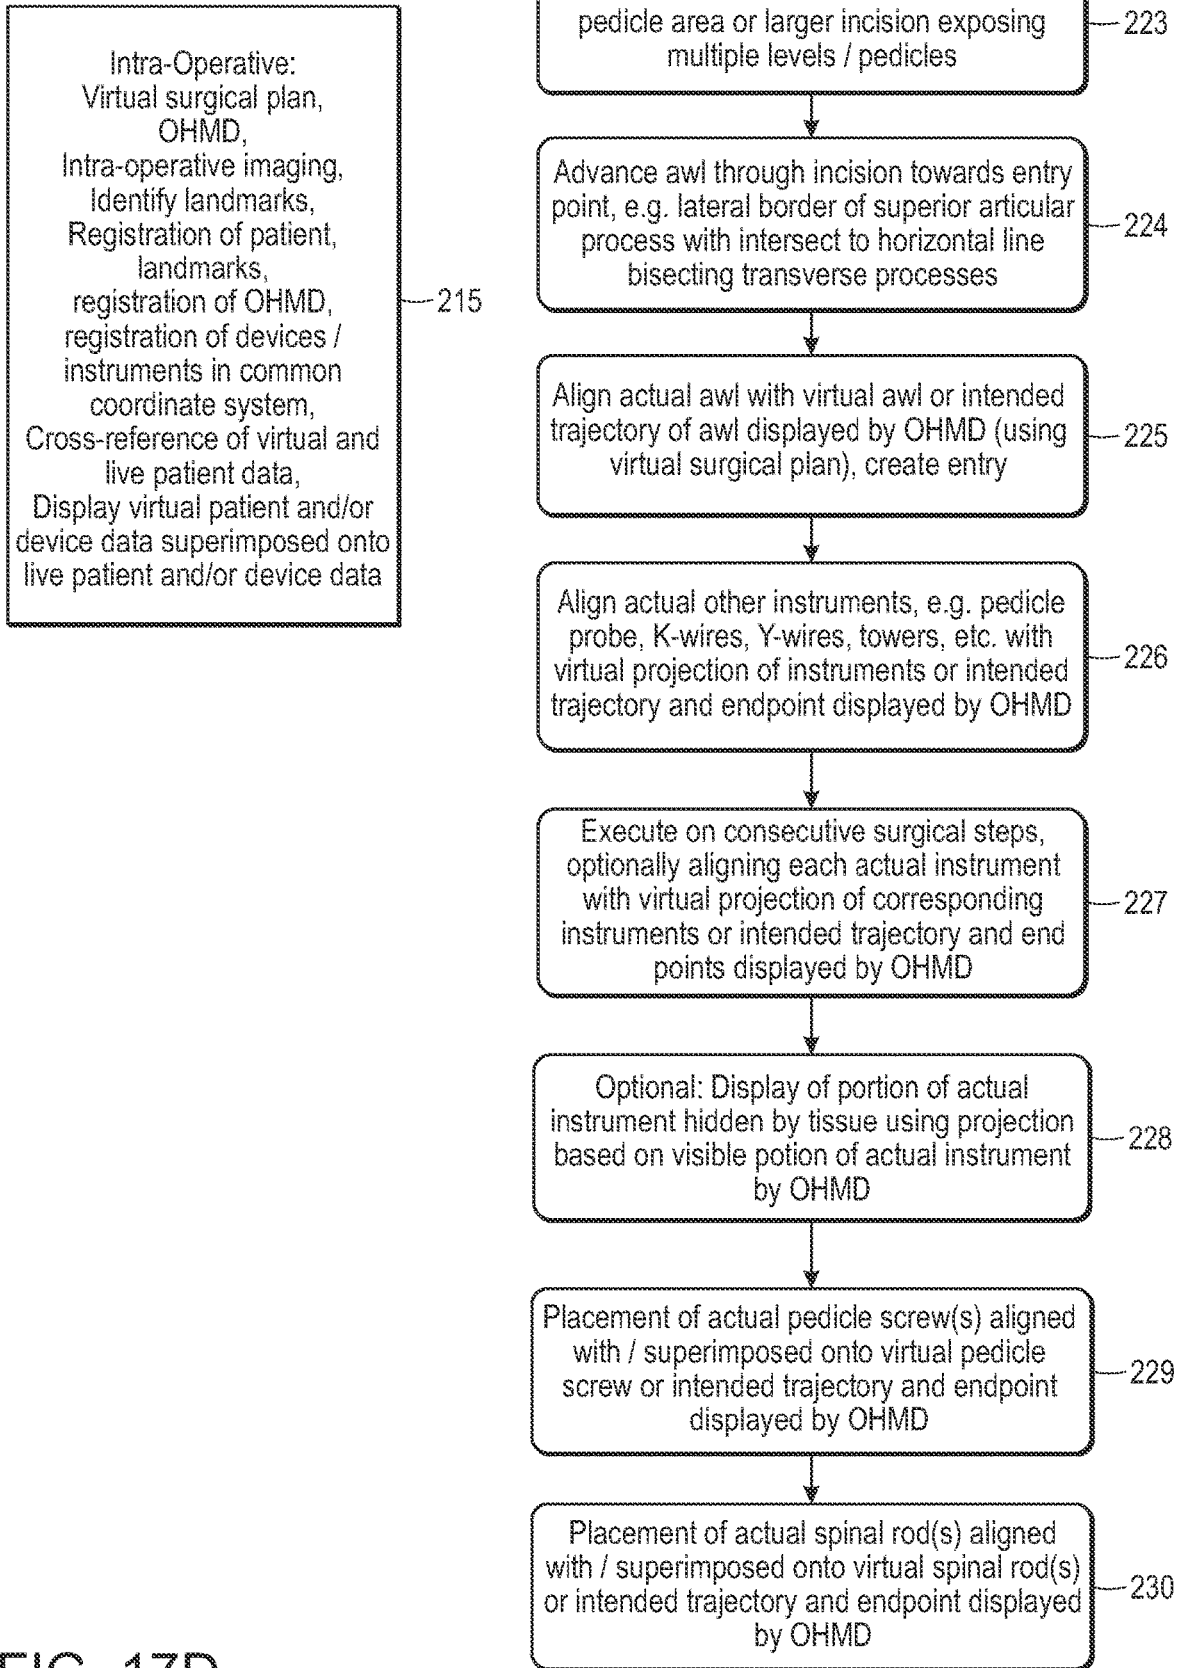 Intra-Operative:
Virtual surgical plan,
OHMD,
Intra-operative imaging,
Identify landmarks,
Registration of patient,
landmarks,
registration of OHMD,
registration of devices /
instruments in common
coordinate system,
Cross-reference of virtual and
live patient data,
Display virtual patient and/or
device data superimposed onto
live patient and/or device data
215
pedicle area or larger incision exposing
multiple levels / pedicles
223
Advance awl through incision towards entry
point, e.g. lateral border of superior articular
process with intersect to horizontal line
bisecting transverse processes
224
Align actual awl with virtual awl or intended
trajectory of awl displayed by OHMD (using
virtual surgical plan), create entry
225
Align actual other instruments, e.g. pedicle
probe, K-wires, Y-wires, towers, etc. with
virtual projection of instruments or intended
trajectory and endpoint displayed by OHMD
226
Execute on consecutive surgical steps,
optionally aligning each actual instrument
with virtual projection of corresponding
instruments or intended trajectory and end
points displayed by OHMD
227
Optional: Display of portion of actual
instrument hidden by tissue using projection
based on visible potion of actual instrument
by OHMD
228
Placement of actual pedicle screw(s) aligned
with / superimposed onto virtual pedicle
screw or intended trajectory and endpoint
displayed by OHMD
229
Placement of actual spinal rod(s) aligned
with / superimposed onto virtual spinal rod(s)
or intended trajectory and endpoint displayed
by OHMD
230
FIG. 17D